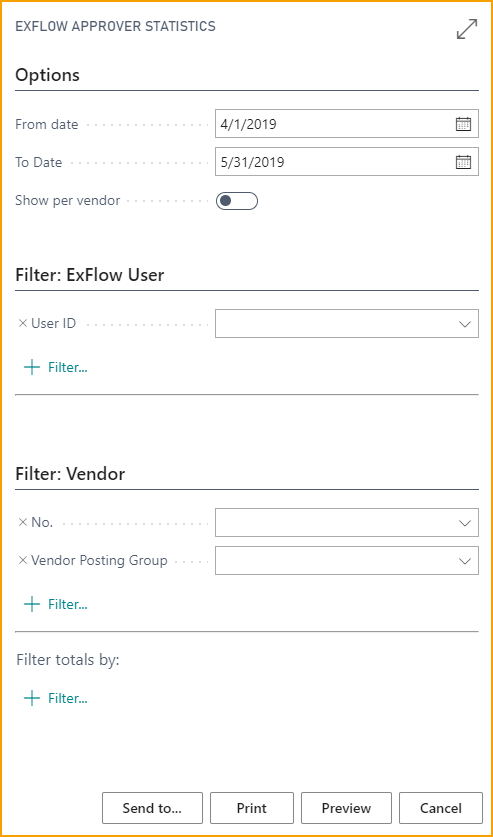 EXFLOW APPROVER STATISTICS
Options
From date 4/1/2019
To Date 5/31/2019
Show per vendor
Filter: ExFlow User
× User ID
+ Filter...
Filter: Vendor
× No.
× Vendor Posting Group
+ Filter...
Filter totals by:
+ Filter...
Send to... Print Preview Cancel